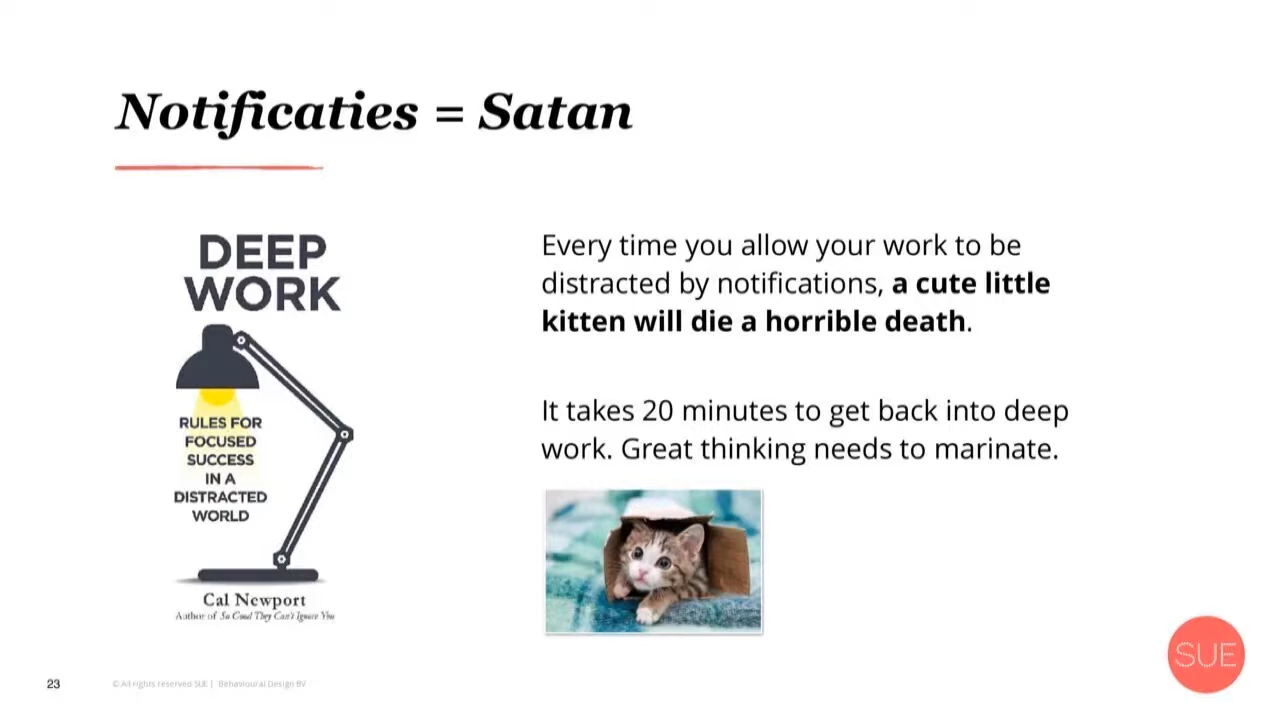 Notificaties = Satan
DEEP
WORK
RULES FOR
FOCUSED
SUCCESS
IN A
DISTRACTED
WORLD
Cal Newport
Author of So Good They Can't Ignore You
Every time you allow your work to be
distracted by notifications, a cute little
kitten will die a horrible death.
It takes 20 minutes to get back into deep
work. Great thinking needs to marinate.
SUE
23
© All rights reserved SUE | Behavioural Design BV